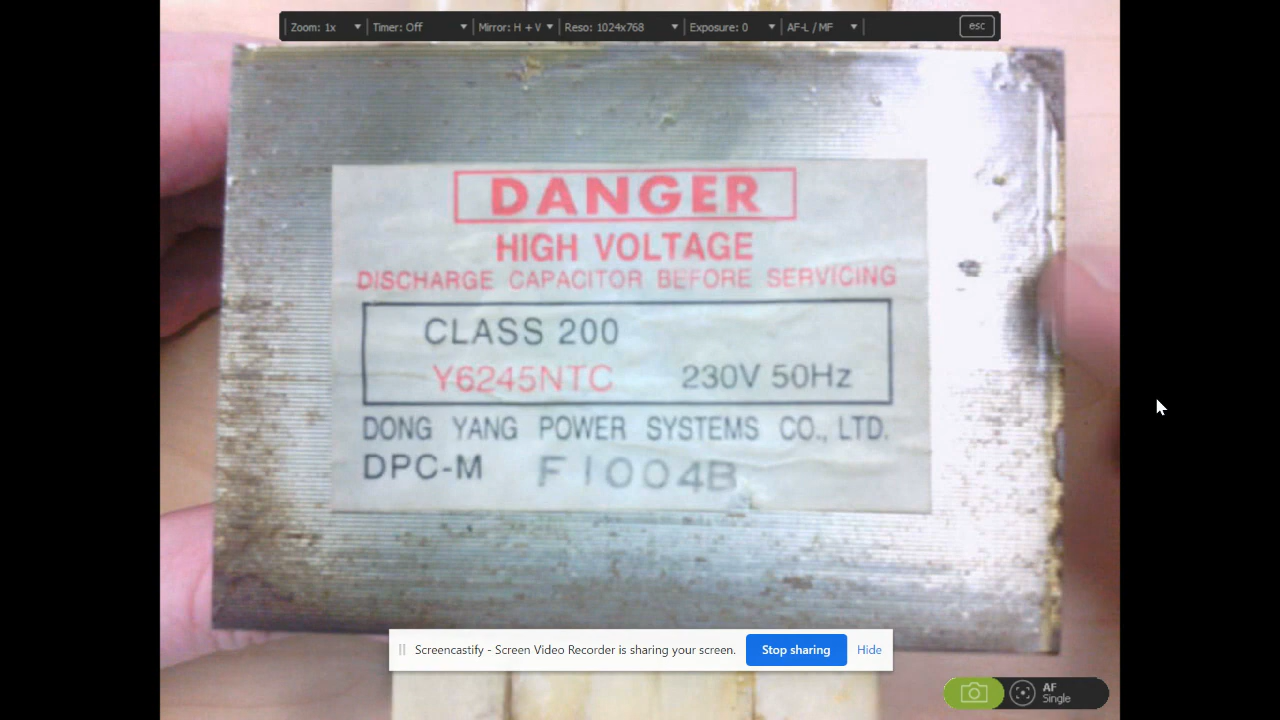 Zoom: 1x Timer: Off Mirror: H + V Reso: 1024x768 Exposure: 0 AF-L / MF esc
DANGER
HIGH VOLTAGE
DISCHARGE CAPACITOR BEFORE SERVICING
CLASS 200
Y6245NTC 230V 50Hz
DONG YANG POWER SYSTEMS CO., LTD.
DPC-M F1004B
Screencastify - Screen Video Recorder is sharing your screen. Stop sharing Hide
AF
Single